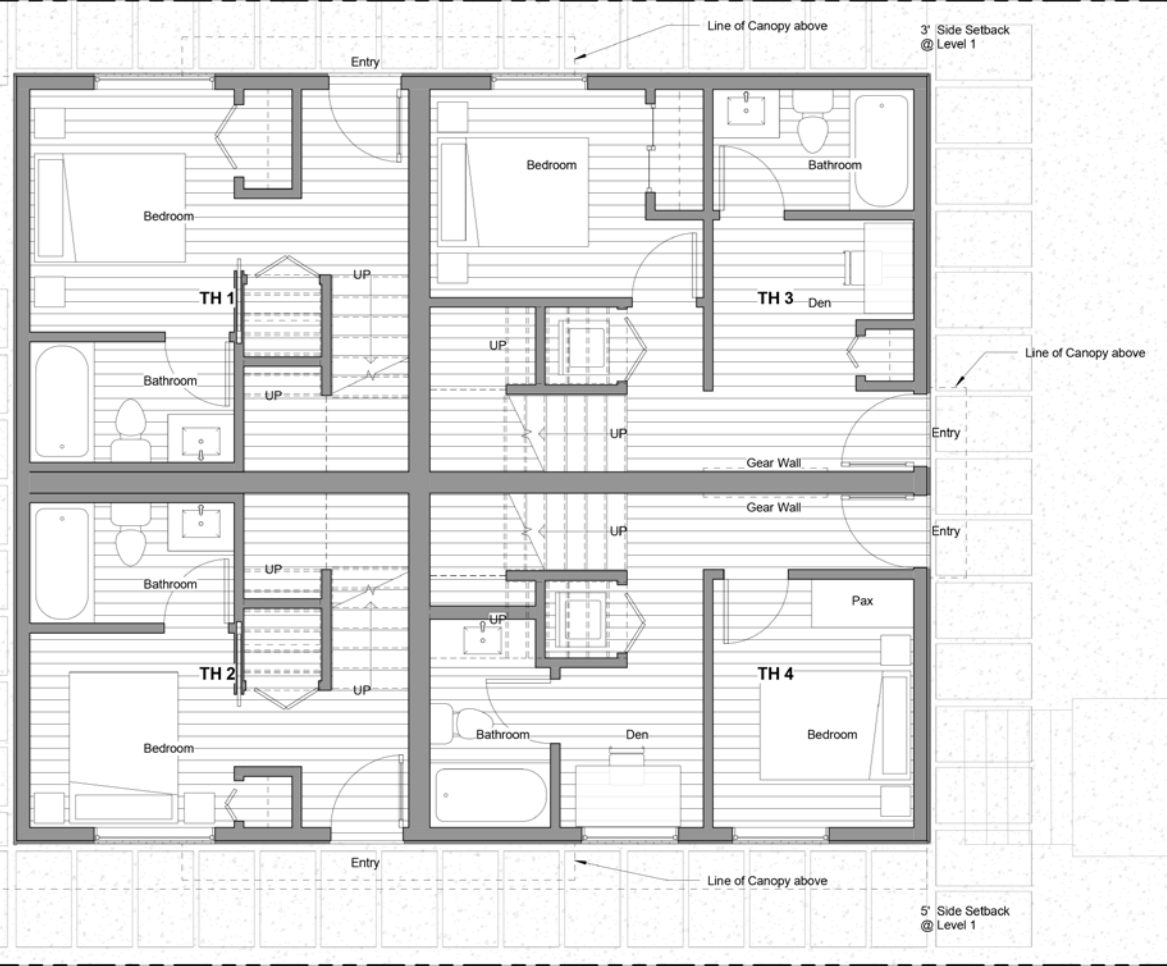 Line of Canopy above
3' Side Setback
@ Level 1
Entry
Bedroom
Bathroom
Bedroom
UP
TH 1
TH 3
Den
UP
Line of Canopy above
Bathroom
UP
UP
Entry
Gear Wall
Gear Wall
UP
Entry
UP
Bathroom
Pax
UP
TH 2
TH 4
UP
Bathroom
Den
Bedroom
Bedroom
Entry
Line of Canopy above
5' Side Setback
@ Level 1